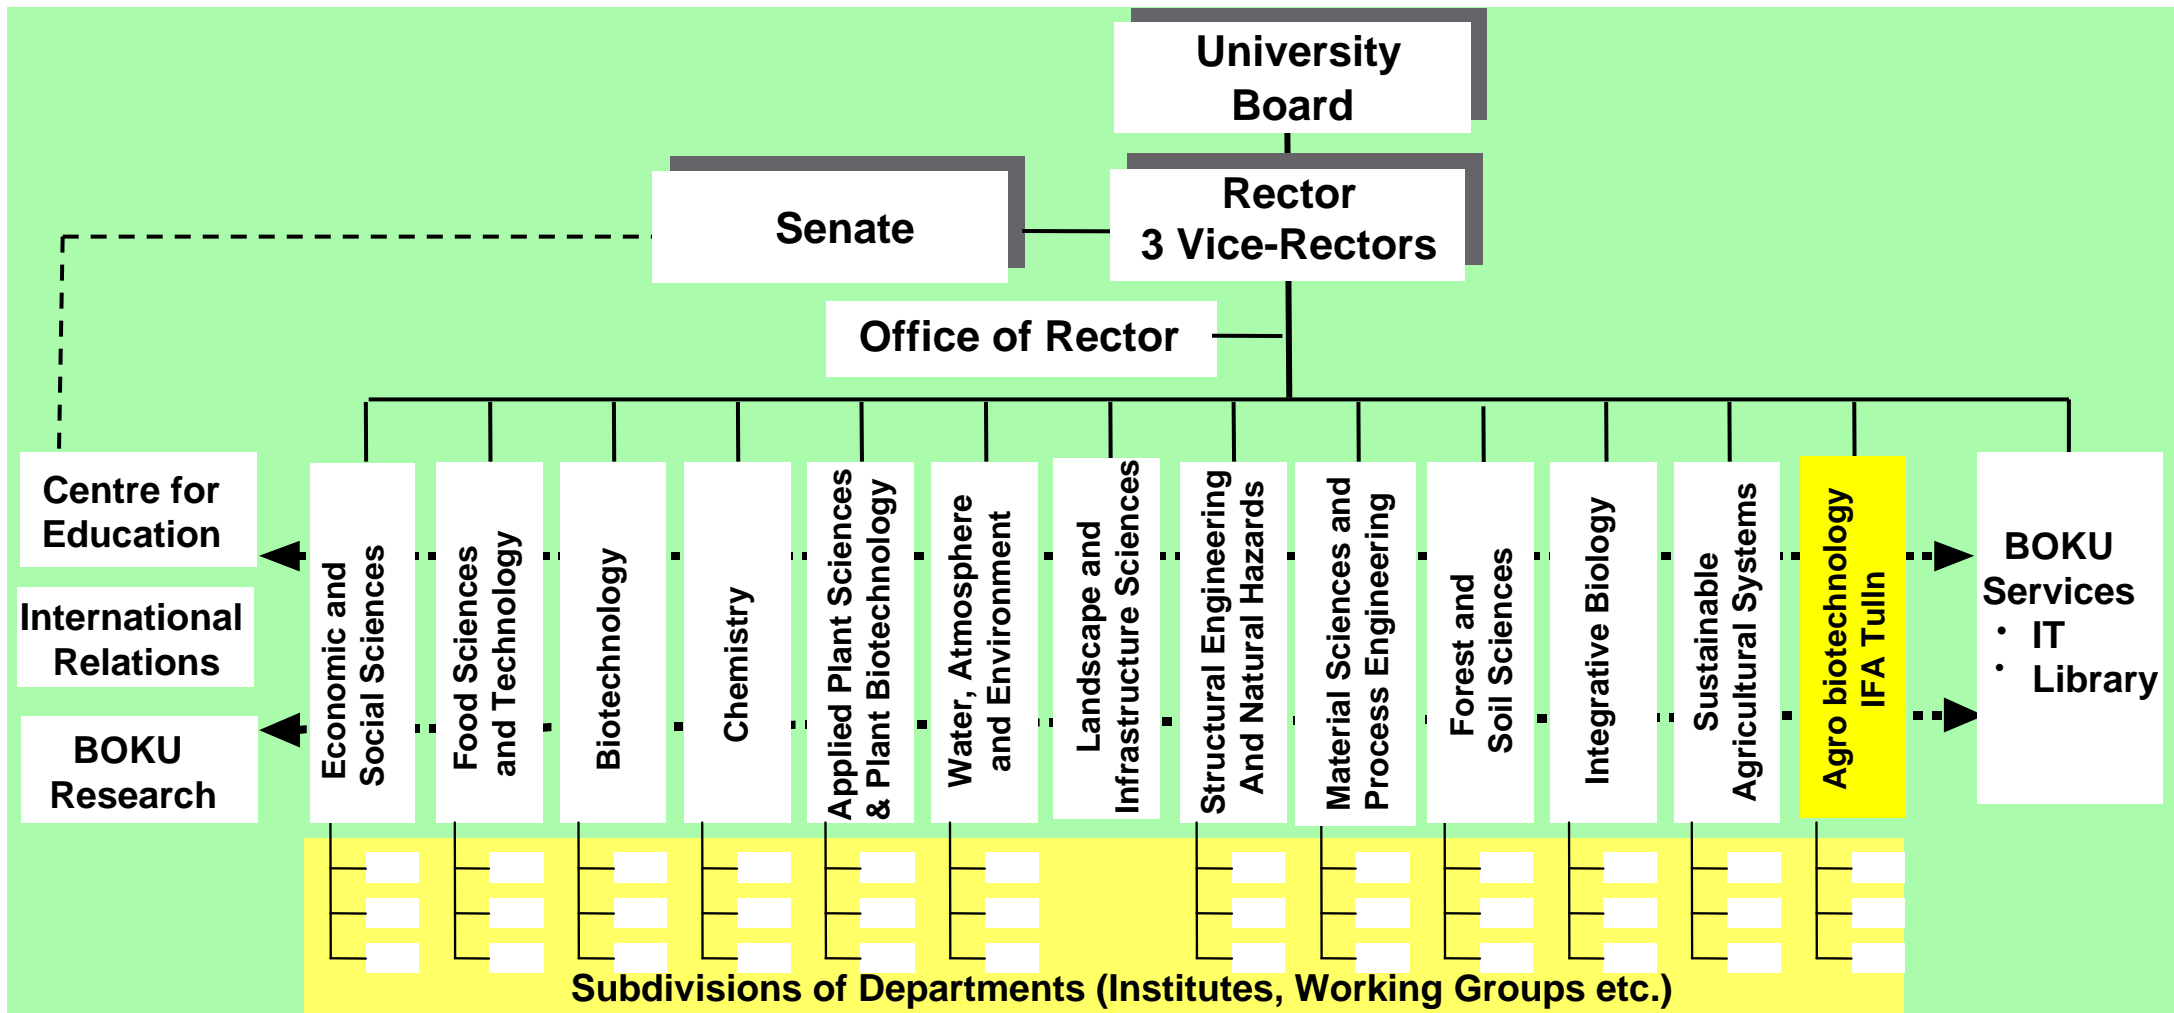 University
Board
Senate
Rector
3 Vice-Rectors
Office of Rector
Centre for
Education
International
Relations
BOKU
Research
Economic and
Social Sciences
Food Sciences
and Technology
Biotechnology
Chemistry
Applied Plant Sciences
& Plant Biotechnology
Water, Atmosphere
and Environment
Landscape and
Infrastructure Sciences
Structural Engineering
And Natural Hazards
Material Sciences and
Process Engineering
Forest and
Soil Sciences
Integrative Biology
Sustainable
Agricultural Systems
Agro biotechnology
IFA Tulln
BOKU
Services
• IT
• Library
Subdivisions of Departments (Institutes, Working Groups etc.)